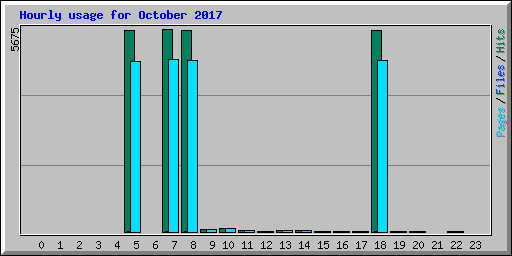 Hourly usage for October 2017
5675
Pages/Files/Hits
0 1 2 3 4 5 6 7 8 9 10 11 12 13 14 15 16 17 18 19 20 21 22 23